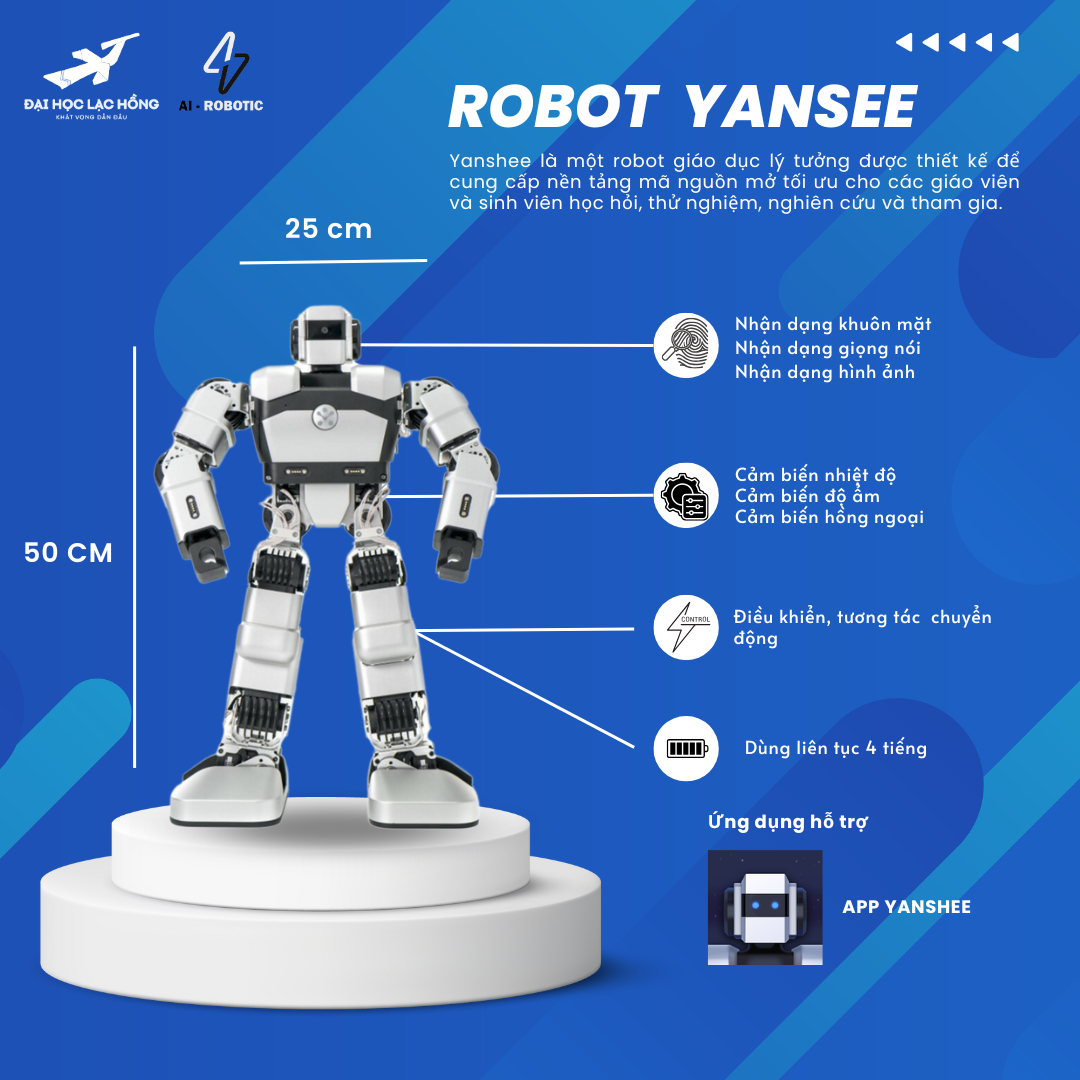 ĐẠI HỌC LẠC HỒNG
KHÁT VỌNG DẪN ĐẦU
AI - ROBOTIC
ROBOT YANSEE
Yanshee là một robot giáo dục lý tưởng được thiết kế để
cung cấp nền tảng mã nguồn mở tối ưu cho các giáo viên
và sinh viên học hỏi, thử nghiệm, nghiên cứu và tham gia.
25 cm
50 CM
Nhận dạng khuôn mặt
Nhận dạng giọng nói
Nhận dạng hình ảnh
Cảm biến nhiệt độ
Cảm biến độ ẩm
Cảm biến hồng ngoại
CONTROL
Điều khiển, tương tác chuyển
động
Dùng liên tục 4 tiếng
Ứng dụng hỗ trợ
APP YANSHEE